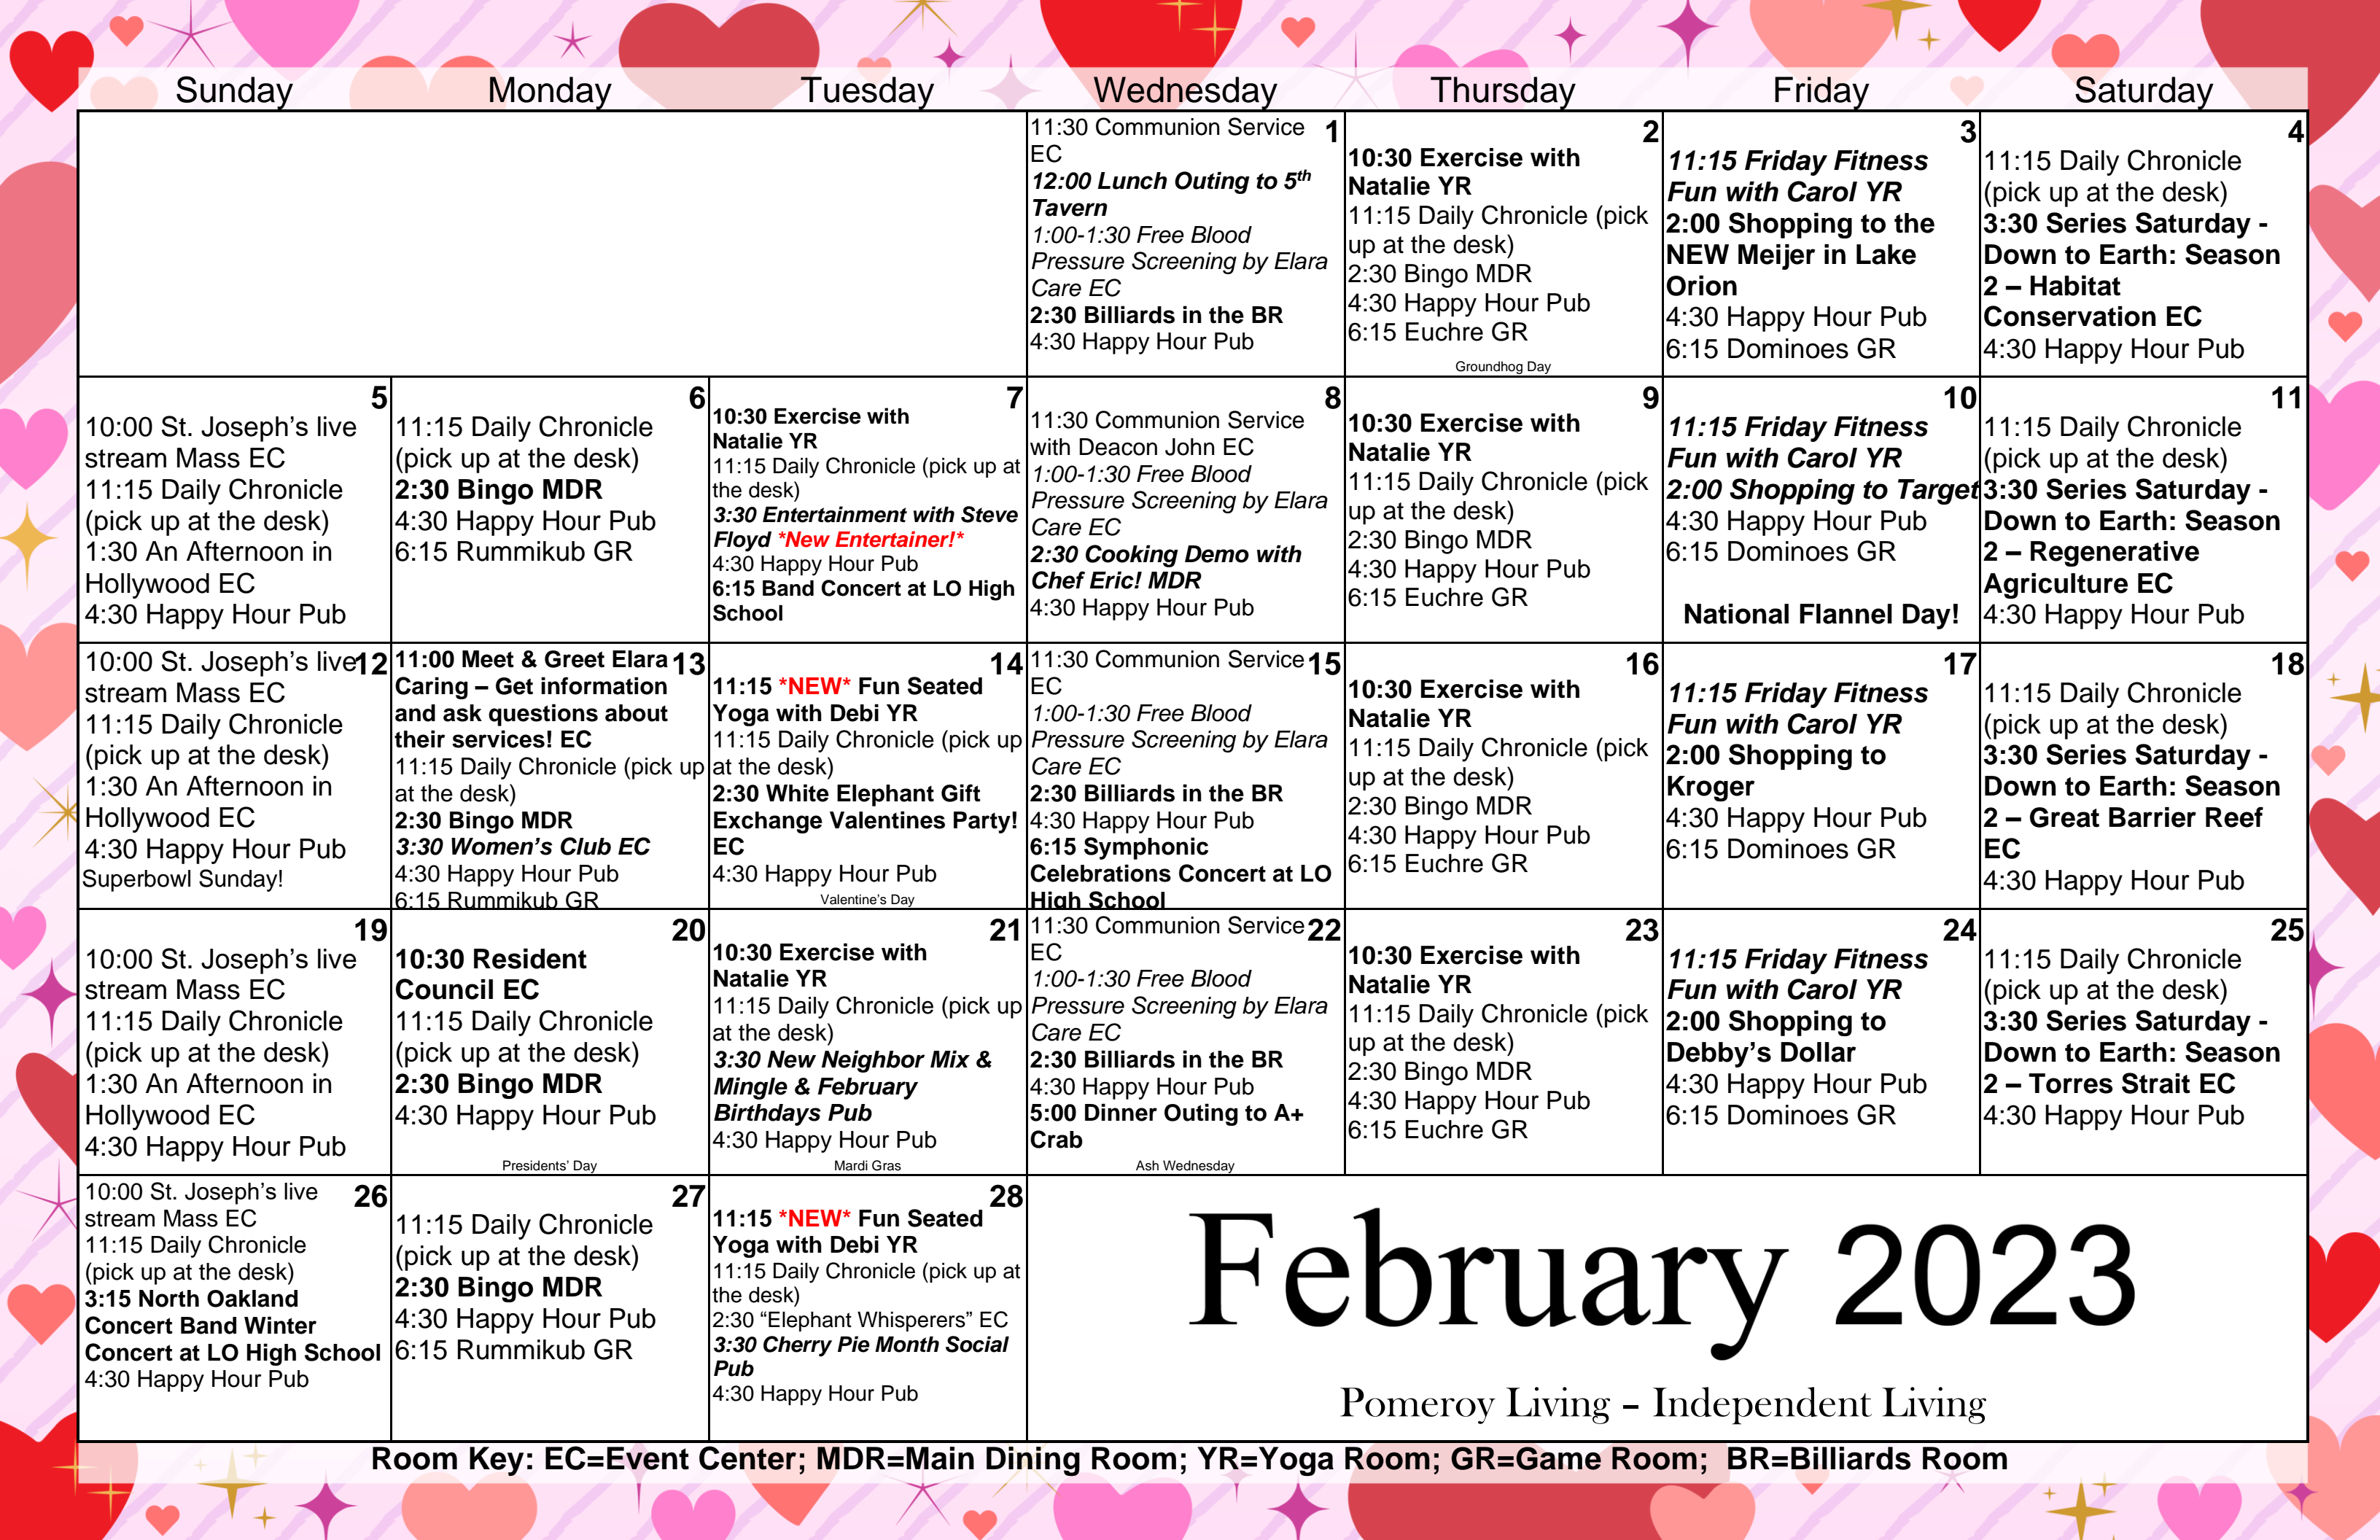 Sunday Monday Tuesday Wednesday Thursday Friday Saturday
1
11:30 Communion Service
EC
12:00 Lunch Outing to 5th
Tavern
1:00-1:30 Free Blood
Pressure Screening by Elara
Care EC
2:30 Billiards in the BR
4:30 Happy Hour Pub
2
10:30 Exercise with
Natalie YR
11:15 Daily Chronicle (pick
up at the desk)
2:30 Bingo MDR
4:30 Happy Hour Pub
6:15 Euchre GR
Groundhog Day
3
11:15 Friday Fitness
Fun with Carol YR
2:00 Shopping to the
NEW Meijer in Lake
Orion
4:30 Happy Hour Pub
6:15 Dominoes GR
4
11:15 Daily Chronicle
(pick up at the desk)
3:30 Series Saturday -
Down to Earth: Season
2 – Habitat
Conservation EC
4:30 Happy Hour Pub
5
10:00 St. Joseph's live
stream Mass EC
11:15 Daily Chronicle
(pick up at the desk)
1:30 An Afternoon in
Hollywood EC
4:30 Happy Hour Pub
6
11:15 Daily Chronicle
(pick up at the desk)
2:30 Bingo MDR
4:30 Happy Hour Pub
6:15 Rummikub GR
7
10:30 Exercise with
Natalie YR
11:15 Daily Chronicle (pick up at
the desk)
3:30 Entertainment with Steve
Floyd *New Entertainer!*
4:30 Happy Hour Pub
6:15 Band Concert at LO High
School
8
11:30 Communion Service
with Deacon John EC
1:00-1:30 Free Blood
Pressure Screening by Elara
Care EC
2:30 Cooking Demo with
Chef Eric! MDR
4:30 Happy Hour Pub
9
10:30 Exercise with
Natalie YR
11:15 Daily Chronicle (pick
up at the desk)
2:30 Bingo MDR
4:30 Happy Hour Pub
6:15 Euchre GR
10
11:15 Friday Fitness
Fun with Carol YR
2:00 Shopping to Target
4:30 Happy Hour Pub
6:15 Dominoes GR
National Flannel Day!
11
11:15 Daily Chronicle
(pick up at the desk)
3:30 Series Saturday -
Down to Earth: Season
2 – Regenerative
Agriculture EC
4:30 Happy Hour Pub
12
10:00 St. Joseph's live
stream Mass EC
11:15 Daily Chronicle
(pick up at the desk)
1:30 An Afternoon in
Hollywood EC
4:30 Happy Hour Pub
Superbowl Sunday!
13
11:00 Meet & Greet Elara
Caring – Get information
and ask questions about
their services! EC
11:15 Daily Chronicle (pick up
at the desk)
2:30 Bingo MDR
3:30 Women's Club EC
4:30 Happy Hour Pub
6:15 Rummikub GR
14
11:15 *NEW* Fun Seated
Yoga with Debi YR
11:15 Daily Chronicle (pick up
at the desk)
2:30 White Elephant Gift
Exchange Valentines Party!
EC
4:30 Happy Hour Pub
Valentine's Day
15
11:30 Communion Service
EC
1:00-1:30 Free Blood
Pressure Screening by Elara
Care EC
2:30 Billiards in the BR
4:30 Happy Hour Pub
6:15 Symphonic
Celebrations Concert at LO
High School
16
10:30 Exercise with
Natalie YR
11:15 Daily Chronicle (pick
up at the desk)
2:30 Bingo MDR
4:30 Happy Hour Pub
6:15 Euchre GR
17
11:15 Friday Fitness
Fun with Carol YR
2:00 Shopping to
Kroger
4:30 Happy Hour Pub
6:15 Dominoes GR
18
11:15 Daily Chronicle
(pick up at the desk)
3:30 Series Saturday -
Down to Earth: Season
2 – Great Barrier Reef
EC
4:30 Happy Hour Pub
19
10:00 St. Joseph's live
stream Mass EC
11:15 Daily Chronicle
(pick up at the desk)
1:30 An Afternoon in
Hollywood EC
4:30 Happy Hour Pub
20
10:30 Resident
Council EC
11:15 Daily Chronicle
(pick up at the desk)
2:30 Bingo MDR
4:30 Happy Hour Pub
Presidents' Day
21
10:30 Exercise with
Natalie YR
11:15 Daily Chronicle (pick up
at the desk)
3:30 New Neighbor Mix &
Mingle & February
Birthdays Pub
4:30 Happy Hour Pub
Mardi Gras
22
11:30 Communion Service
EC
1:00-1:30 Free Blood
Pressure Screening by Elara
Care EC
2:30 Billiards in the BR
4:30 Happy Hour Pub
5:00 Dinner Outing to A+
Crab
Ash Wednesday
23
10:30 Exercise with
Natalie YR
11:15 Daily Chronicle (pick
up at the desk)
2:30 Bingo MDR
4:30 Happy Hour Pub
6:15 Euchre GR
24
11:15 Friday Fitness
Fun with Carol YR
2:00 Shopping to
Debby's Dollar
4:30 Happy Hour Pub
6:15 Dominoes GR
25
11:15 Daily Chronicle
(pick up at the desk)
3:30 Series Saturday -
Down to Earth: Season
2 – Torres Strait EC
4:30 Happy Hour Pub
26
10:00 St. Joseph's live
stream Mass EC
11:15 Daily Chronicle
(pick up at the desk)
3:15 North Oakland
Concert Band Winter
Concert at LO High School
4:30 Happy Hour Pub
27
11:15 Daily Chronicle
(pick up at the desk)
2:30 Bingo MDR
4:30 Happy Hour Pub
6:15 Rummikub GR
28
11:15 *NEW* Fun Seated
Yoga with Debi YR
11:15 Daily Chronicle (pick up at
the desk)
2:30 “Elephant Whisperers” EC
3:30 Cherry Pie Month Social
Pub
4:30 Happy Hour Pub
February 2023
Pomeroy Living – Independent Living
Room Key: EC=Event Center; MDR=Main Dining Room; YR=Yoga Room; GR=Game Room; BR=Billiards Room